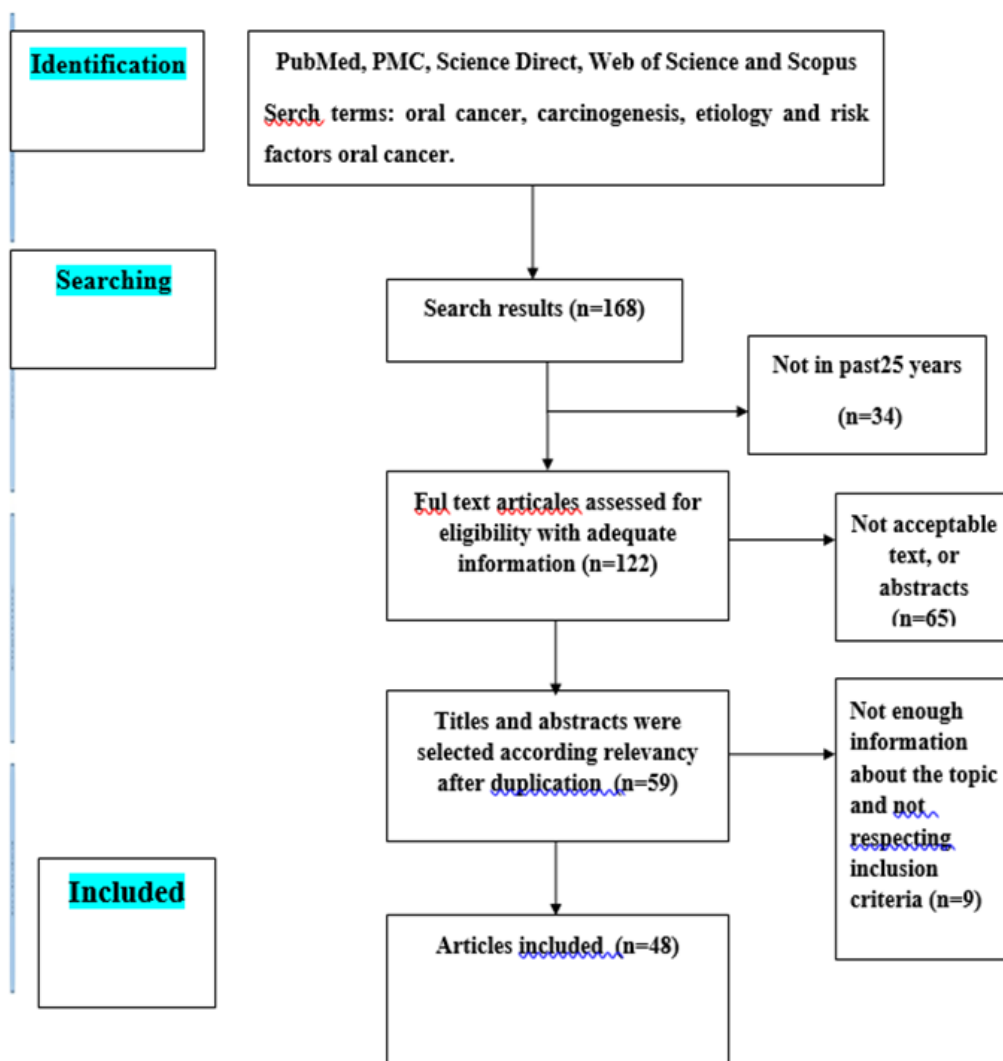 Identification
PubMed, PMC, Science Direct, Web of Science and Scopus
Serch terms: oral cancer, carcinogenesis, etiology and risk
factors oral cancer.
Searching
Search results (n=168)
Not in past25 years
(n=34)
Ful text articales assessed for
eligibility with adequate
information (n=122)
Not acceptable
text, or
abstracts
(n=65)
Titles and abstracts were
selected according relevancy
after duplication (n=59)
Not enough
information
about the topic
and not
respecting
inclusion
criteria (n=9)
Included
Articles included (n=48)